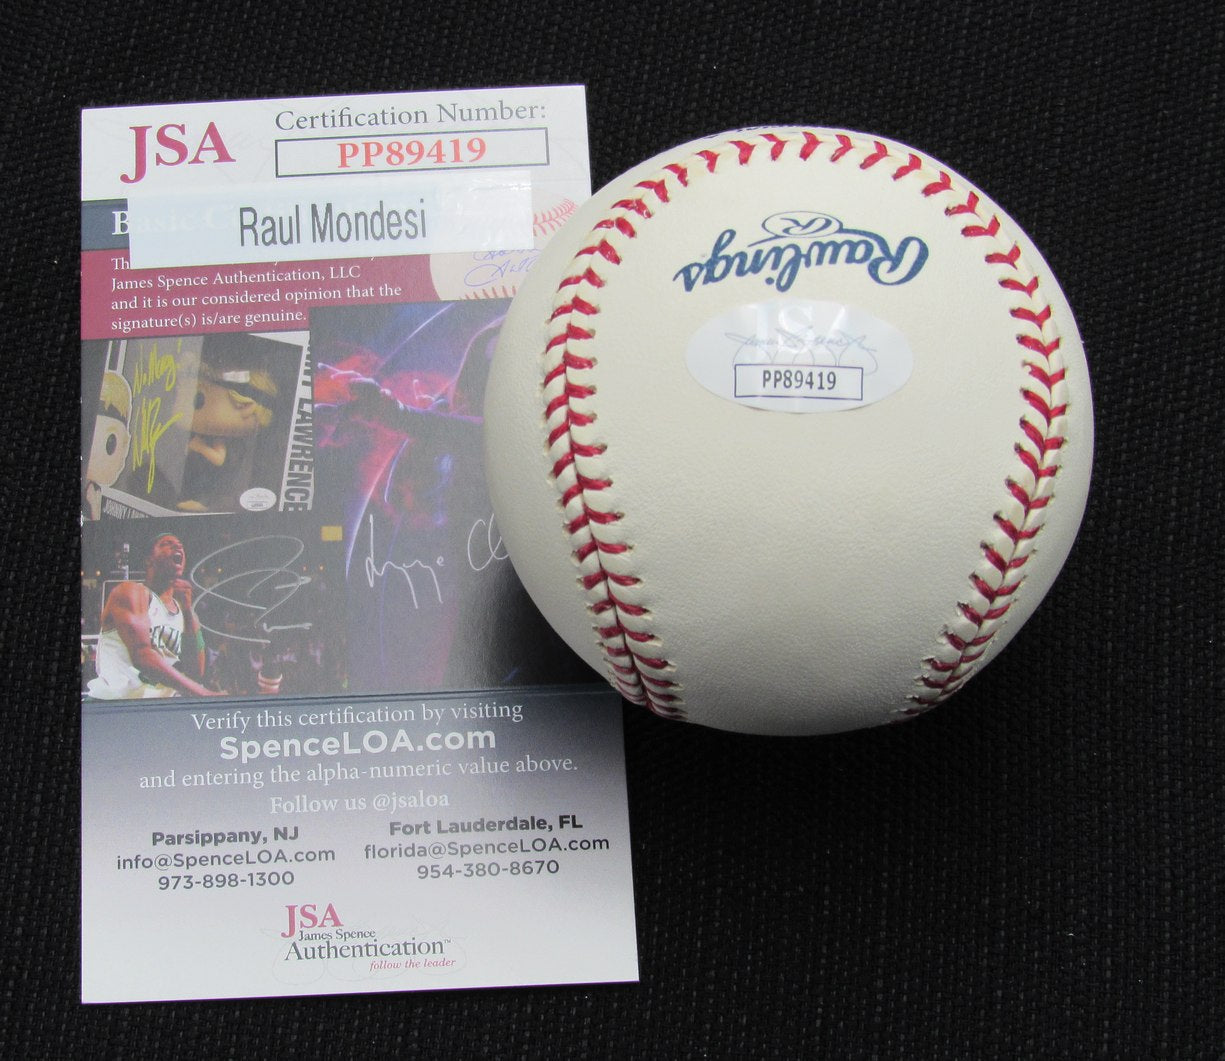 JSA
Certification Number:
PP89419
Raul Mondesi
James Spence Authentication, LLC
and it is our considered opinion that the
signature(s) is/are genuine.
LAWRENCE
CELTI
Verify this certification by visiting
SpenceLOA.com
and entering the alpha-numeric value above.
Follow us @jsaloa
Parsippany, NJ
info@SpenceLOA.com
973-898-1300
Fort Lauderdale, FL
florida@SpenceLOA.com
954-380-8670
JSA
James Spence
Authentication™
follow the leader
Rawlings
R
JSA
PP89419